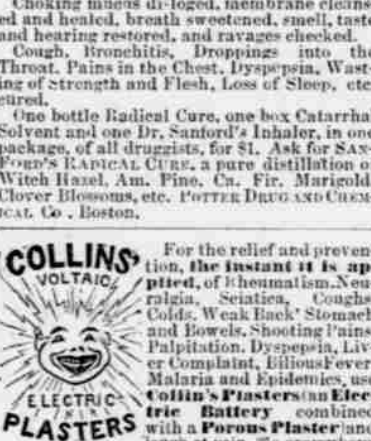 Choking mucus dislodged, membrane cleans-
ed and healed, breath sweetened, smell, taste
and hearing restored, and ravages checked.
Cough, Bronchitis, Droppings into the
Throat, Pains in the Chest, Dyspepsia, Wast-
ing of Strength and Flesh, Loss of Sleep, etc
cured.
One bottle Radical Cure, one box Catarrhal
Solvent and one Dr. Sanford's Inhaler, in one
package, of all druggists, for $1. Ask for SAN-
FORD'S RADICAL CURE, a pure distillation of
Witch Hazel, Am. Pine, Ca. Fir, Marigold
Clover Blossoms, etc. POTTER DRUG AND CHEM-
ICAL Co., Boston.
COLLINS'
VOLTAIC
ELECTRIC
PLASTERS
For the relief and preven-
tion, the instant it is ap
plied, of Rheumatism, Neu
ralgia, Sciatica, Coughs
Colds, Weak Back, Stomach
and Bowels, Shooting Pains
Palpitation, Dyspepsia, Liv-
er Complaint, Bilious Fever
Malaria and Epidemics, use
Collin's Plasters (an Elec
tric Battery combined
with a Porous Plaster) and